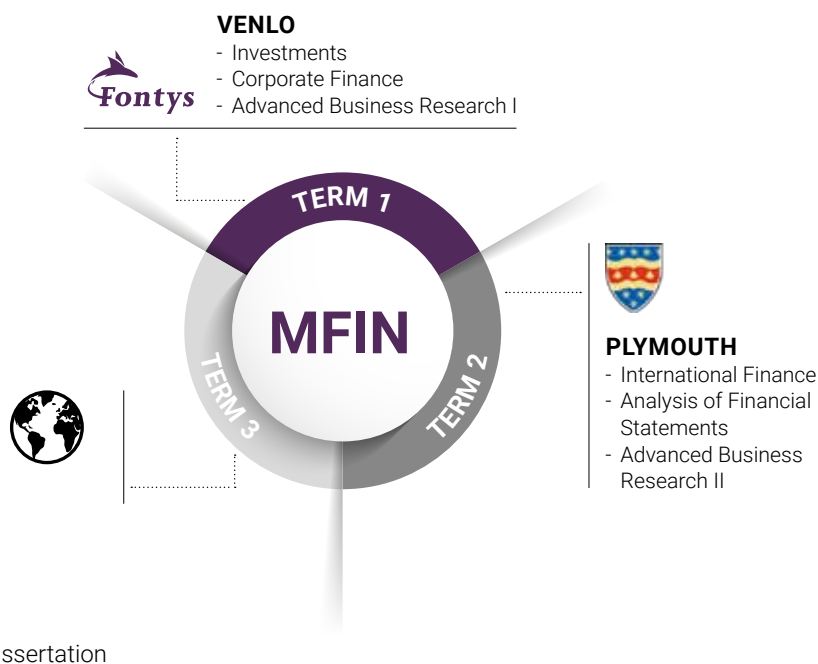 VENLO
- Investments
- Corporate Finance
- Advanced Business Research I
Fontys
TERM 1
MFIN
TERM 2
TERM 3
PLYMOUTH
- International Finance
- Analysis of Financial
Statements
- Advanced Business
Research II
ssertation